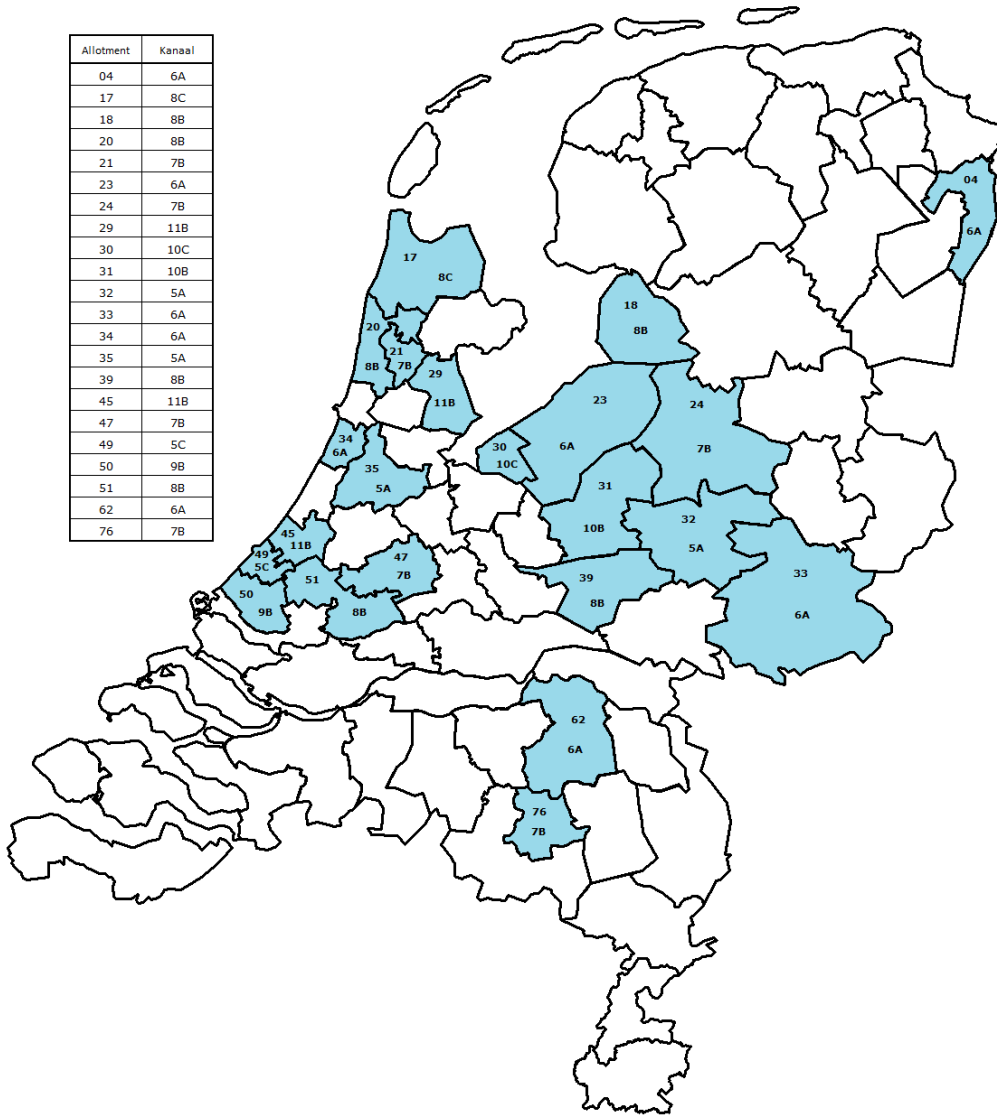 Allotment Kanaal
04 6A
17 8C
18 8B
20 8B
21 7B
23 6A
24 7B
29 11B
30 10C
31 10B
32 5A
33 6A
34 6A
35 5A
39 8B
45 11B
47 7B
49 5C
50 9B
51 8B
62 6A
76 7B
04
6A
17
8C
18
8B
20
8B
21
7B
29
11B
23
6A
24
7B
30
10C
34
6A
35
5A
31
10B
32
5A
45
11B
49
5C
47
7B
50
9B
51
8B
39
8B
33
6A
62
6A
76
7B